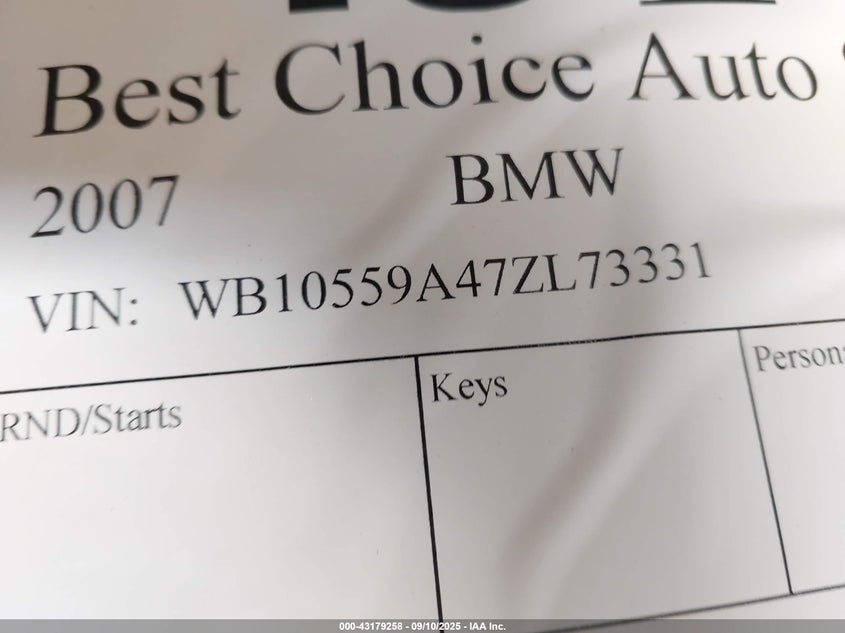 Best Choice Auto
2007 BMW
VIN: WB10559A47ZL73331
RND/Starts Keys Person
000-43179258 - 09/10/2025 - IAA Inc.